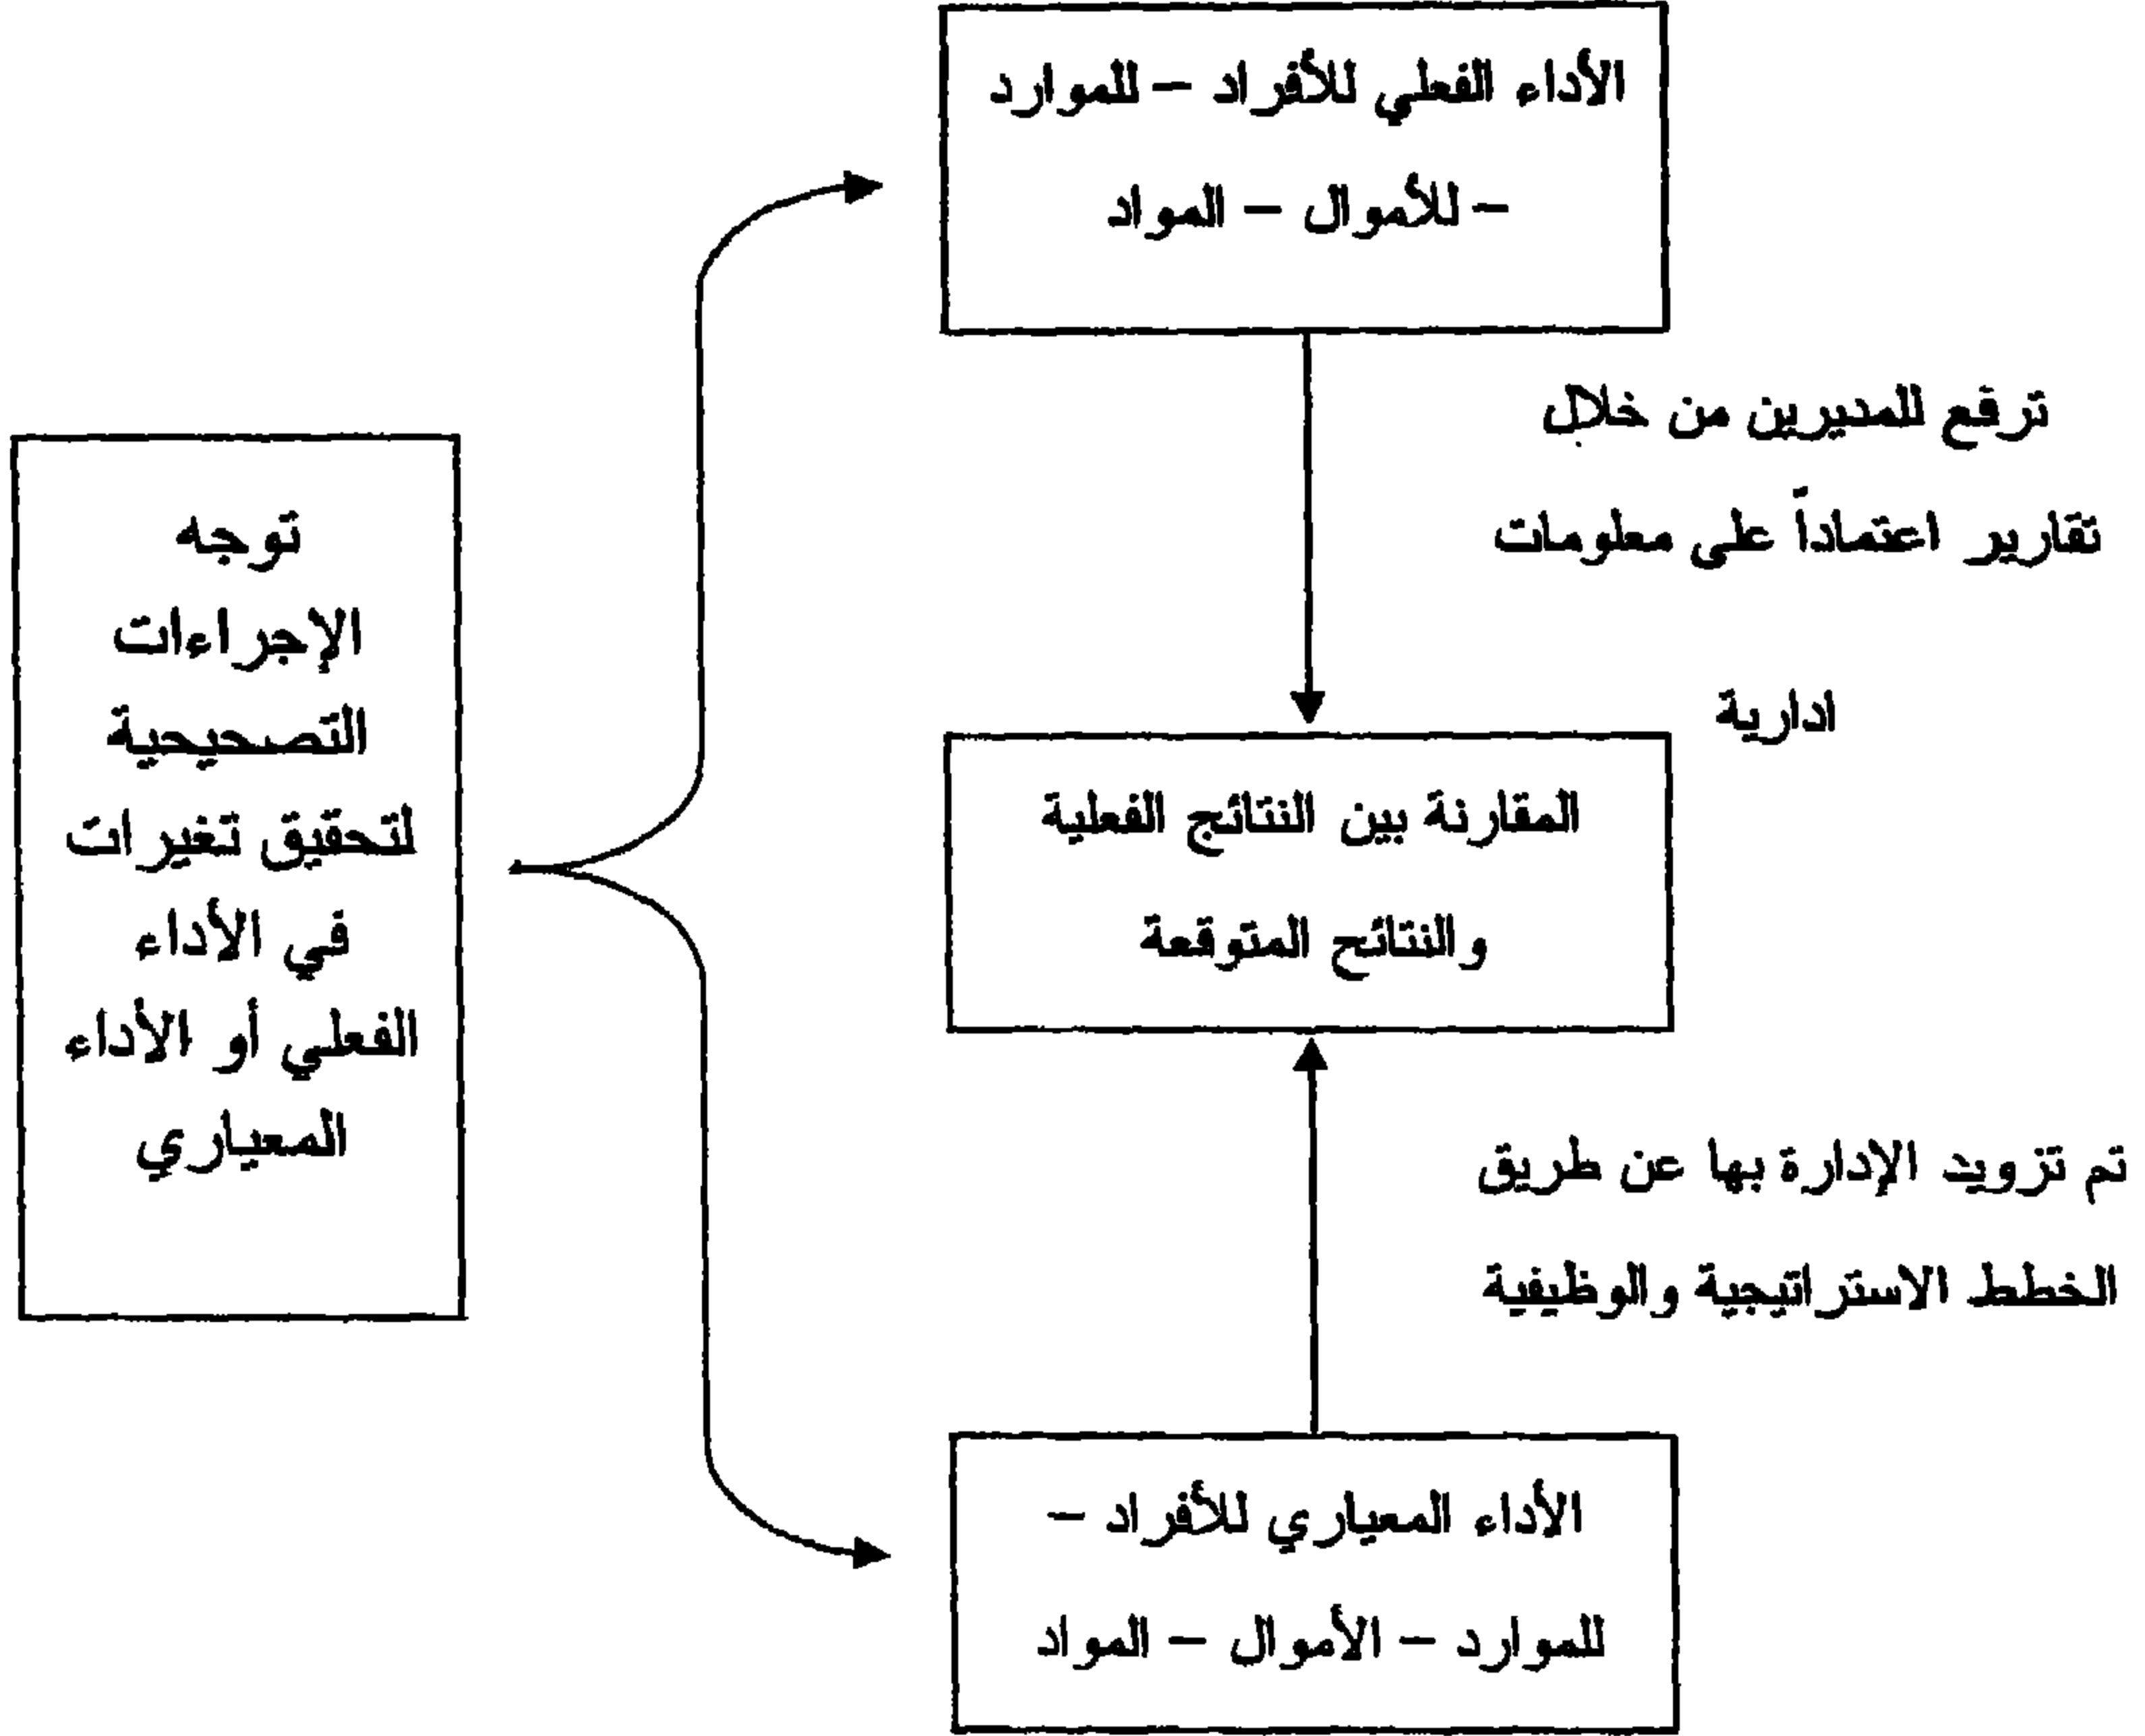 الأداء الفعلي للأفراد – للموارد
– للأموال – المواد
ترفع للمديرين من خلال
تقارير اعتماداً على معلومات
ادارية
المقارنة بين النتائج الفعلية
والنتائج المتوقعة
تم تزويد الإدارة بها عن طريق
الخطط الاستراتيجية والوظيفية
الأداء المعياري للأفراد –
للموارد – الأموال – المواد
توجه
الإجراءات
التصحيحية
لتحقيق تغيرات
في الأداء
الفعلي أو الأداء
المعياري